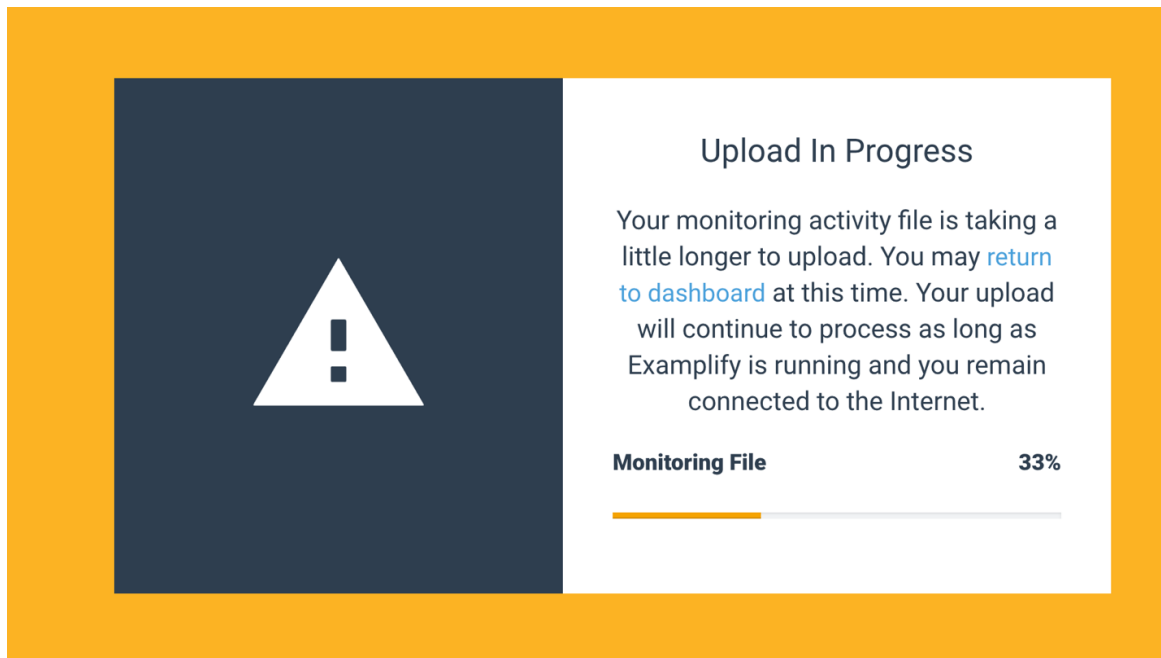 Upload In Progress
Your monitoring activity file is taking a
little longer to upload. You may return
to dashboard at this time. Your upload
will continue to process as long as
Examplify is running and you remain
connected to the Internet.
Monitoring File 33%